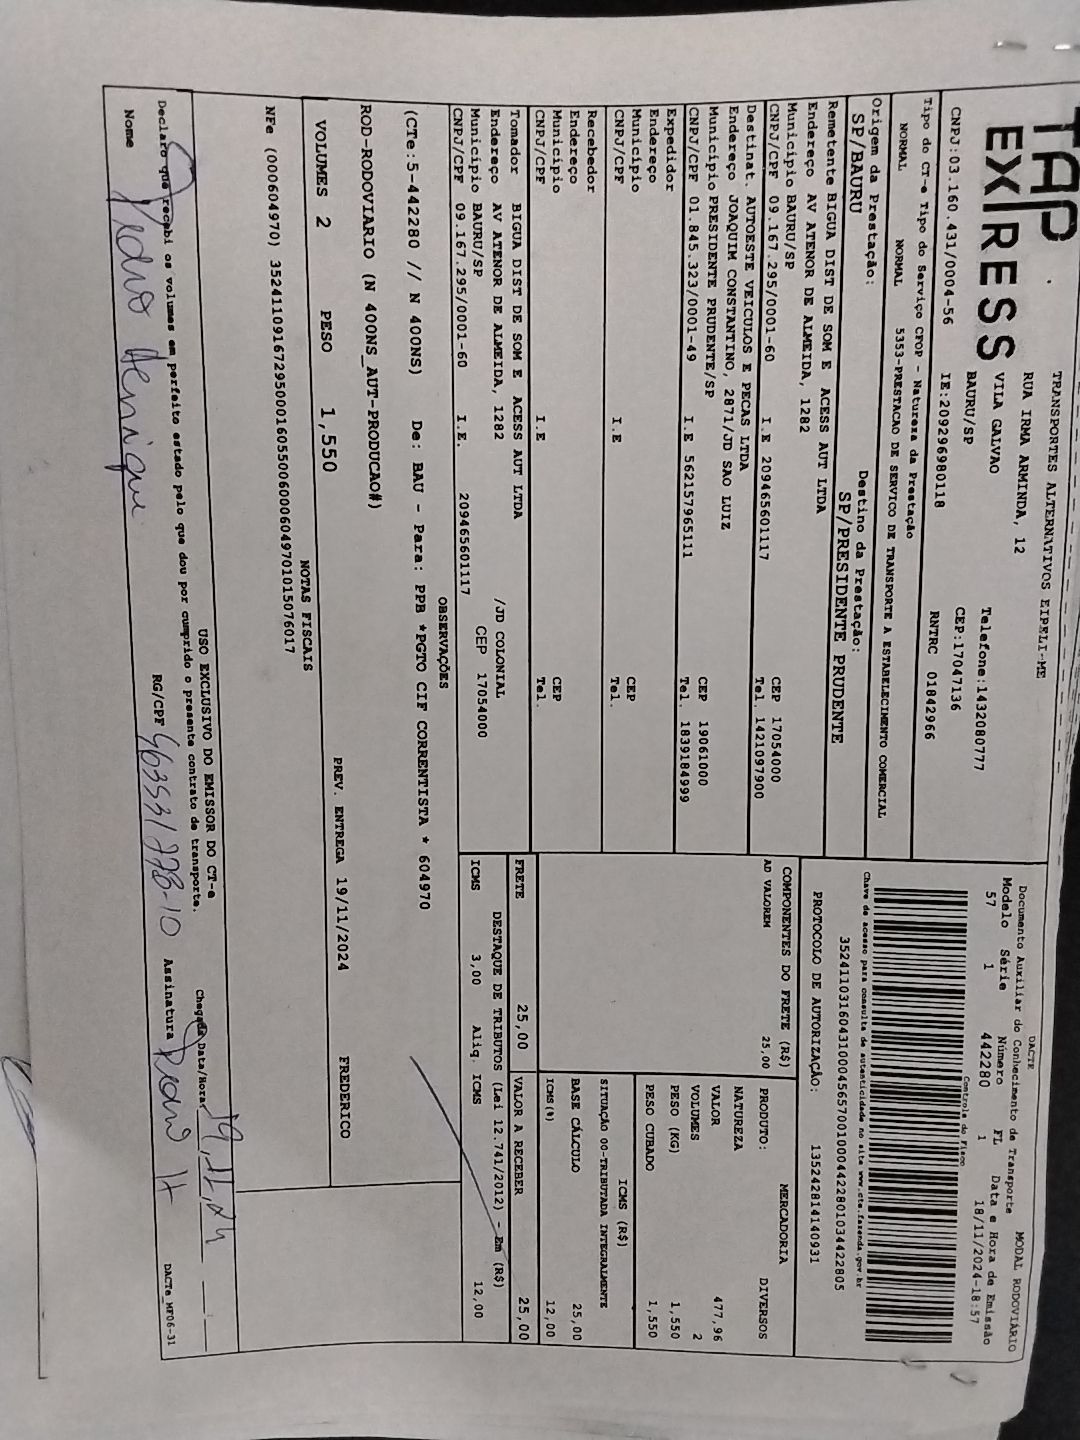 TAP EXPRESS
TRANSPORTES ALTERNATIVOS EIPELI-ME
RUA IRMA ARMINDA, 12
VILA GALVAO
BAURU/SP
Telefone:1432080777
CEP:17047136
CNPJ:03.160.431/0004-56 IE:209296980118 RNTRC 01842966
Tipo do CT-e Tipo do Serviço CFOP - Natureza da Prestação
NORMAL NORMAL 5353-PRESTACAO DE SERVICO DE TRANSPORTE A ESTABELECIMENTO COMERCIAL
Origem da Prestação: Destino da Prestação:
SP/BAURU SP/PRESIDENTE PRUDENTE
Remetente BIGUA DIST DE SOM E ACESS AUT LTDA
Endereço AV ATENOR DE ALMEIDA, 1282
Município BAURU/SP CEP 17054000
CNPJ/CPF 09.167.295/0001-60 I.E 209465601117 Tel. 1421097900
Destinat. AUTOESTE VEICULOS E PECAS LTDA
Endereço JOAQUIM CONSTANTINO, 2871/JD SAO LUIZ
Município PRESIDENTE PRUDENTE/SP CEP 19061000
CNPJ/CPF 01.845.323/0001-49 I.E 562157965111 Tel. 1839184999
Expedidor
Endereço
Município CEP
CNPJ/CPF I.E Tel.
Recebedor
Endereço
Município CEP
CNPJ/CPF I.E Tel.
Tomador BIGUA DIST DE SOM E ACESS AUT LTDA
Endereço AV ATENOR DE ALMEIDA, 1282 /JD COLONIAL
Município BAURU/SP CEP 17054000
CNPJ/CPF 09.167.295/0001-60 I.E. 209465601117
DACTE MODAL RODOVIÁRIO
Documento Auxiliar do Conhecimento de Transporte
Modelo Série Número FL Data e Hora de Emissão
57 1 442280 1 18/11/2024-18:57
Controle do Fisco
Chave de acesso para consulta de autenticidade no site www.cte.fazenda.gov.br
35241103160431000456570010004422801034422805
PROTOCOLO DE AUTORIZAÇÃO: 135242814140931
COMPONENTES DO FRETE (R$)
AD VALOREM 25,00
PRODUTO: MERCADORIA
NATUREZA DIVERSOS
VALOR 477,96
VOLUMES 2
PESO (KG) 1,550
PESO CUBADO 1,550
ICMS (R$)
SITUAÇÃO 00-TRIBUTADA INTEGRALMENTE
BASE CÁLCULO 25,00
ICMS(%) 12,00
FRETE 25,00 VALOR A RECEBER 25,00
DESTAQUE DE TRIBUTOS (Lei 12.741/2012) - Em (R$)
ICMS 3,00 Alíq. ICMS 12,00
OBSERVAÇÕES
(CTe:5-442280 // N 400NS) De: BAU - Para: PPB *PGTO CIF CORRENTISTA * 604970
ROD-RODOVIARIO (N 400NS_AUT-PRODUCAO#)
VOLUMES 2 PESO 1,550 PREV. ENTREGA 19/11/2024 FREDERICO
NOTAS FISCAIS
NFe (000604970) 35241109167295000160550060006049701015076017
USO EXCLUSIVO DO EMISSOR DO CT-e
Declaro que recebi os volumes em perfeito estado pelo que dou por cumprido o presente contrato de transporte. Chegada Data/Hora: 19,11,24
Nome Pedro Henrique RG/CPF Assinatura Pedro H DACTe_MP06-31